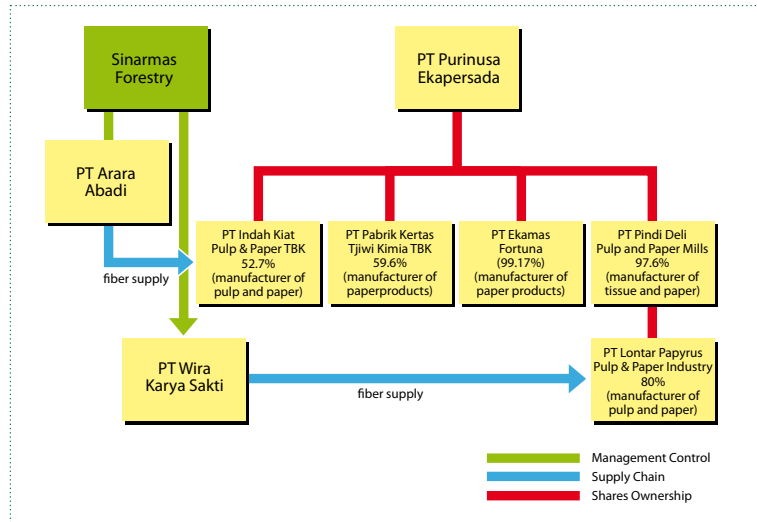 Sinarmas
Forestry
PT Purinusa
Ekapersada
PT Arara
Abadi
PT Indah Kiat
Pulp & Paper TBK
52.7%
(manufacturer of
pulp and paper)
PT Pabrik Kertas
Tjiwi Kimia TBK
59.6%
(manufacturer of
paperproducts)
PT Ekamas
Fortuna
(99.17%)
(manufacturer of
paper products)
PT Pindi Deli
Pulp and Paper Mills
97.6%
(manufacturer of
tissue and paper)
fiber supply
PT Wira
Karya Sakti
fiber supply
PT Lontar Papyrus
Pulp & Paper Industry
80%
(manufacturer of
pulp and paper)
Management Control
Supply Chain
Shares Ownership